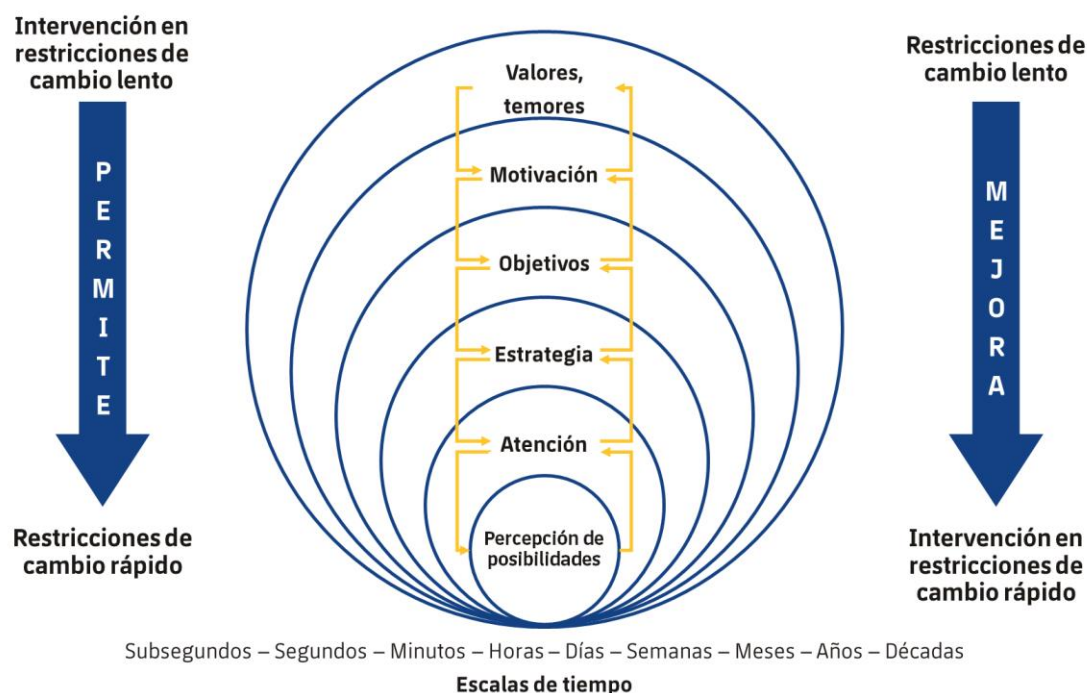 Intervención en
restricciones de
cambio lento
PERMITE
Restricciones de
cambio rápido
Valores,
temores
Motivación
Objetivos
Estrategia
Atención
Percepción de
posibilidades
Restricciones de
cambio lento
MEJORA
Intervención en
restricciones de
cambio rápido
Subsegundos – Segundos – Minutos – Horas – Días – Semanas – Meses – Años – Décadas
Escalas de tiempo